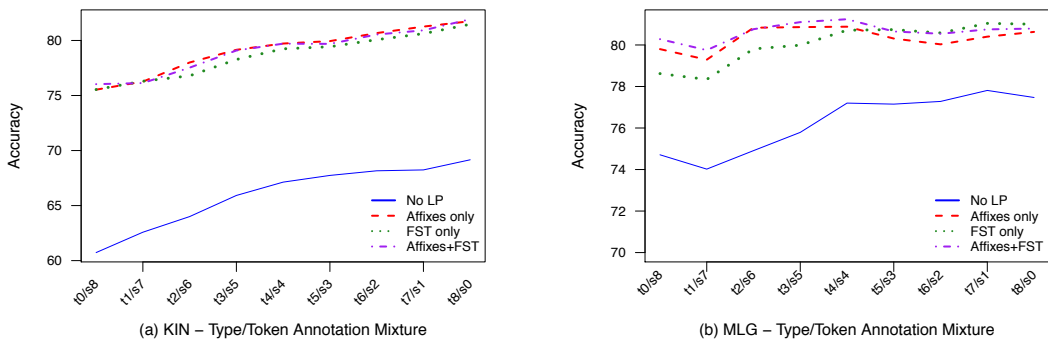 Accuracy
80
75
70
65
60
No LP
Affixes only
FST only
Affixes+FST
t0/s8
t1/s7
t2/s6
t3/s5
t4/s4
t5/s3
t6/s2
t7/s1
t8/s0
(a) KIN − Type/Token Annotation Mixture
Accuracy
80
78
76
74
72
70
No LP
Affixes only
FST only
Affixes+FST
t0/s8
t1/s7
t2/s6
t3/s5
t4/s4
t5/s3
t6/s2
t7/s1
t8/s0
(b) MLG − Type/Token Annotation Mixture